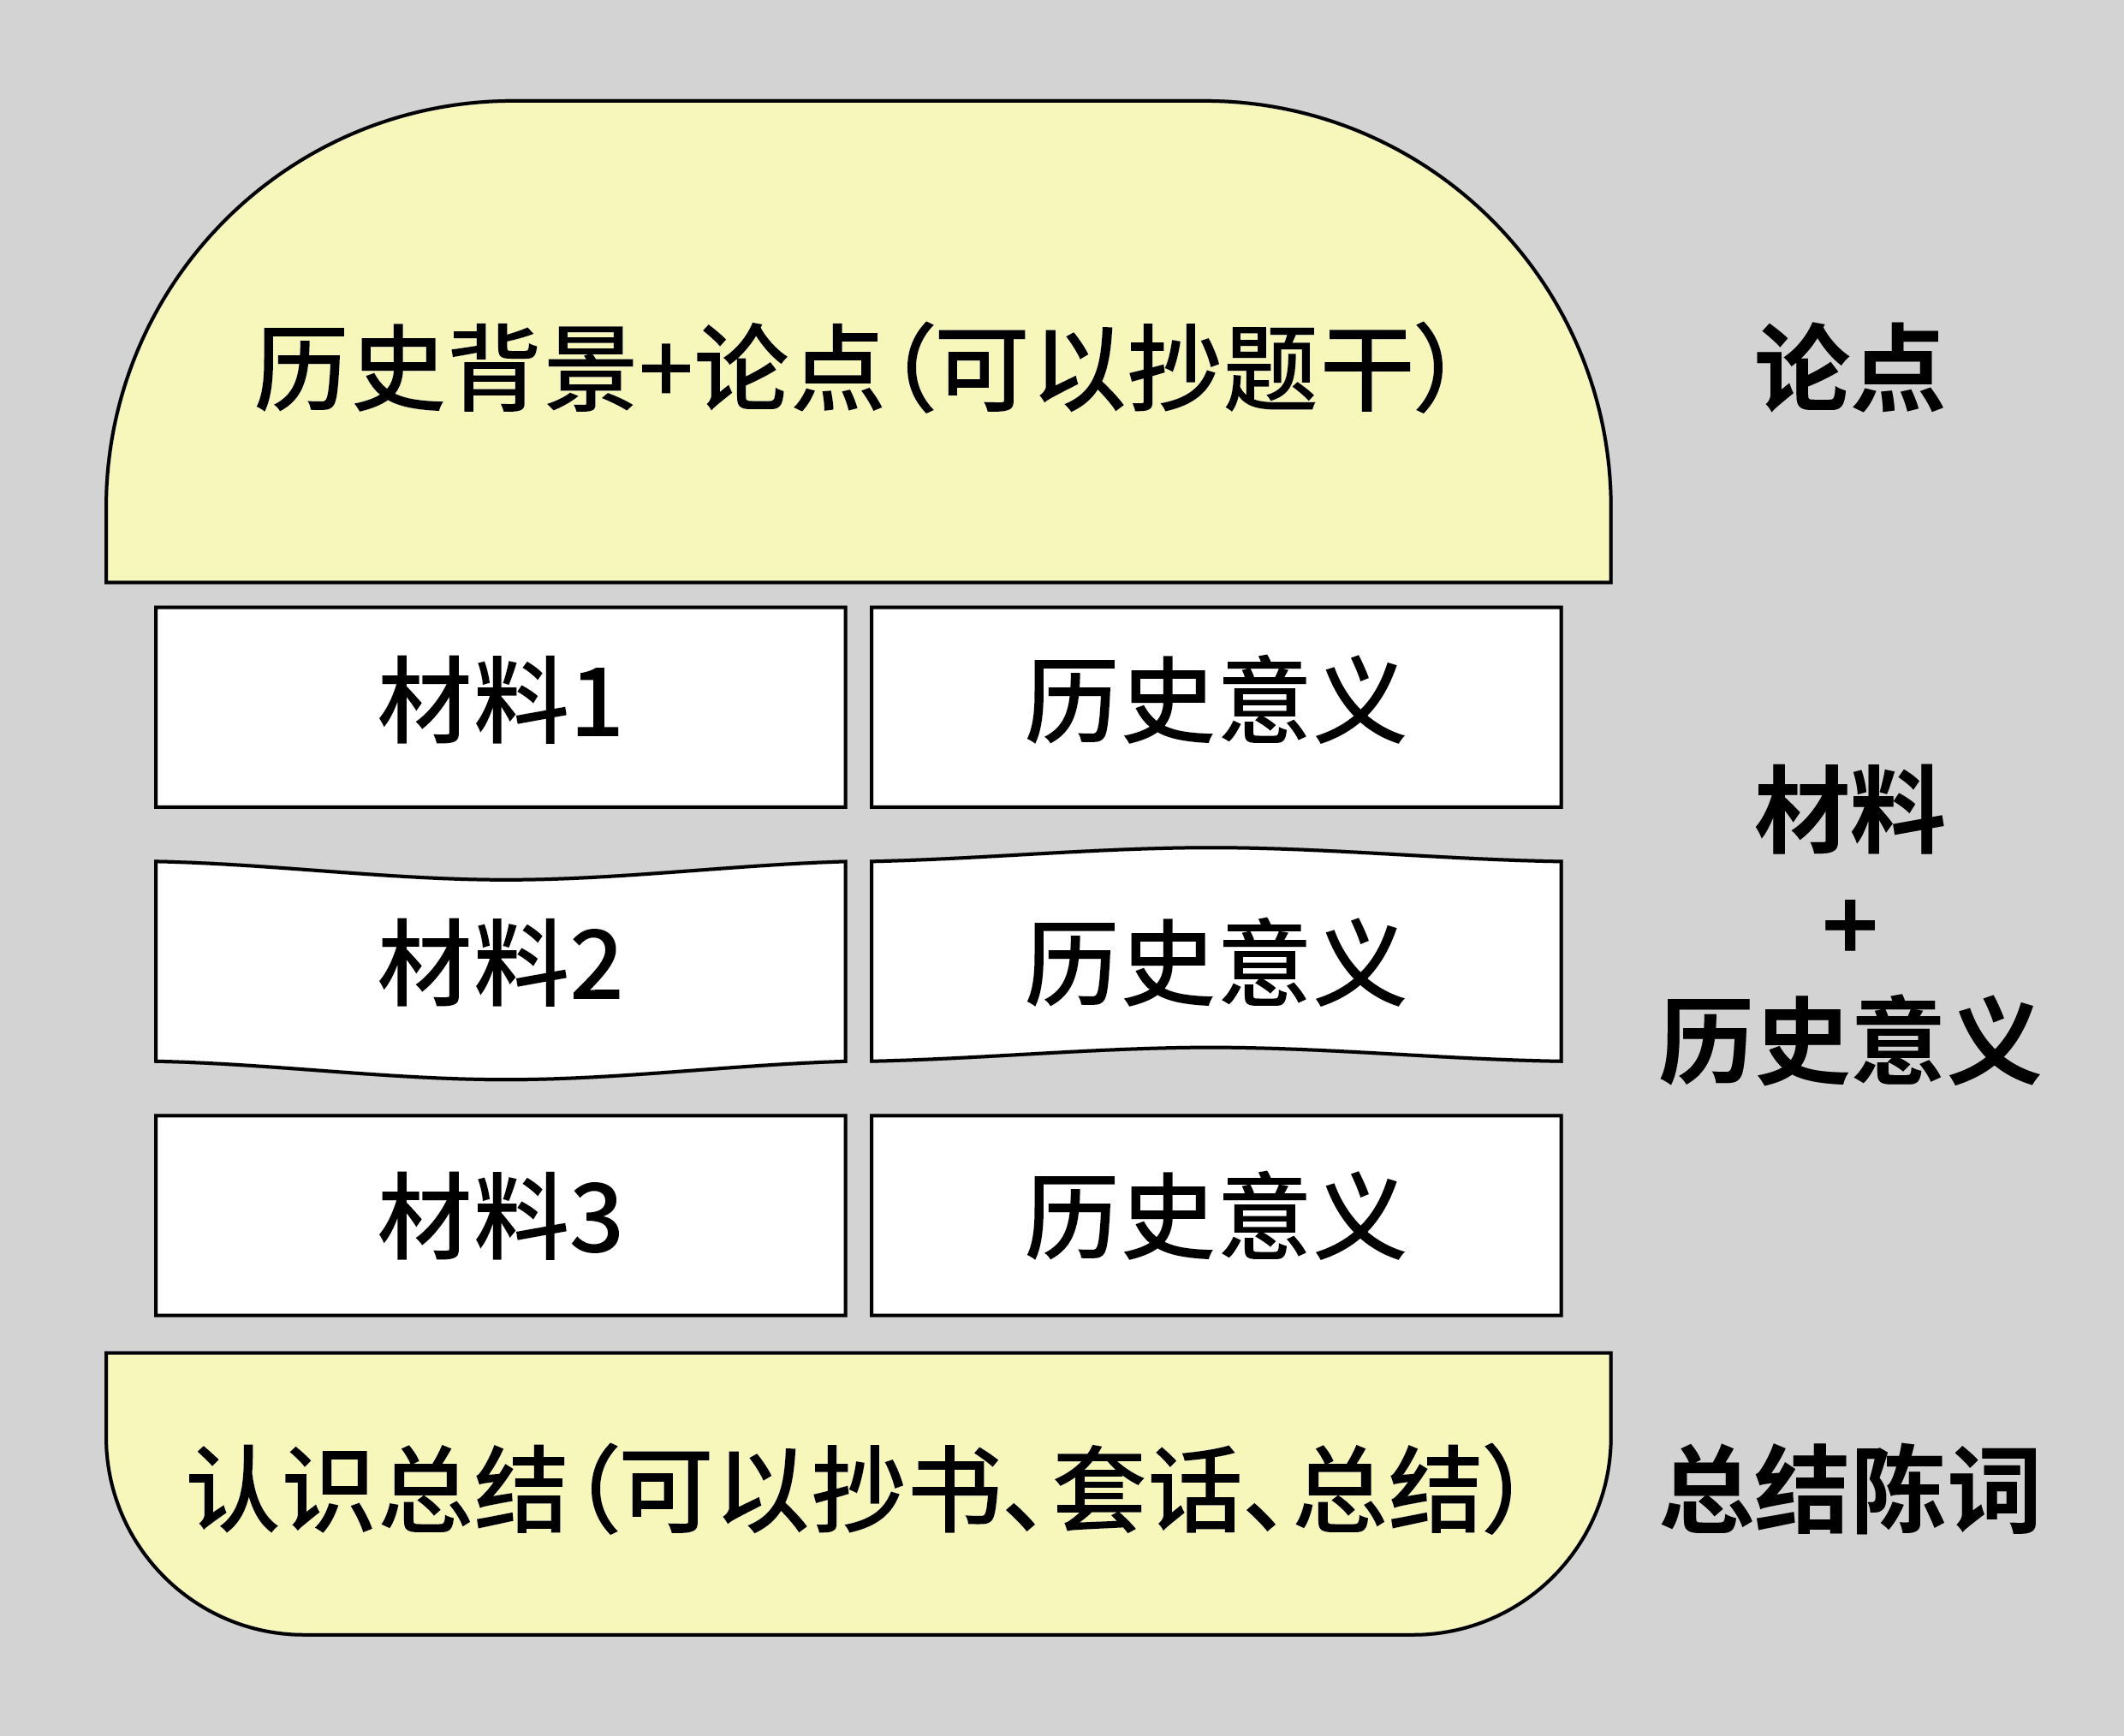 历史背景+论点(可以抄题干)
论点
材料1
历史意义
材料2
历史意义
材料3
历史意义
材料
+
历史意义
认识总结(可以抄书、套话、总结)
总结陈词